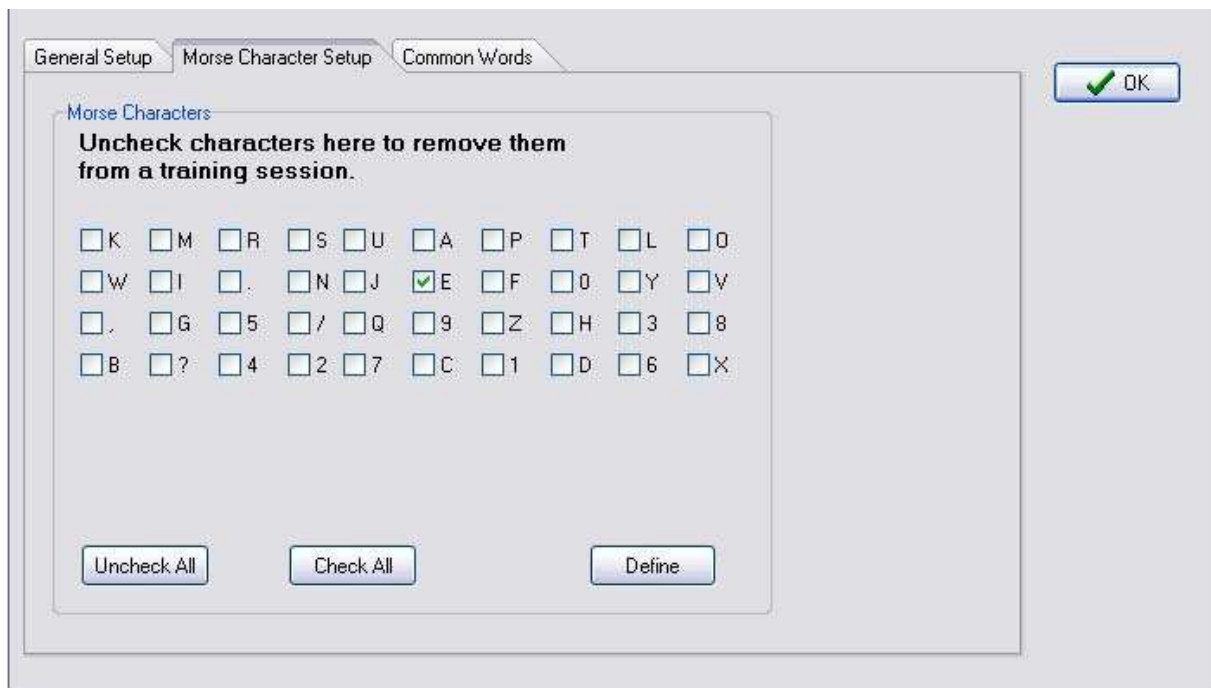 General Setup Morse Character Setup Common Words
OK
Morse Characters
Uncheck characters here to remove them
from a training session.
K M R S U A P T L O
W I . N J E F 0 Y V
, G 5 / Q 9 Z H 3 8
B ? 4 2 7 C 1 D 6 X
Uncheck All Check All Define